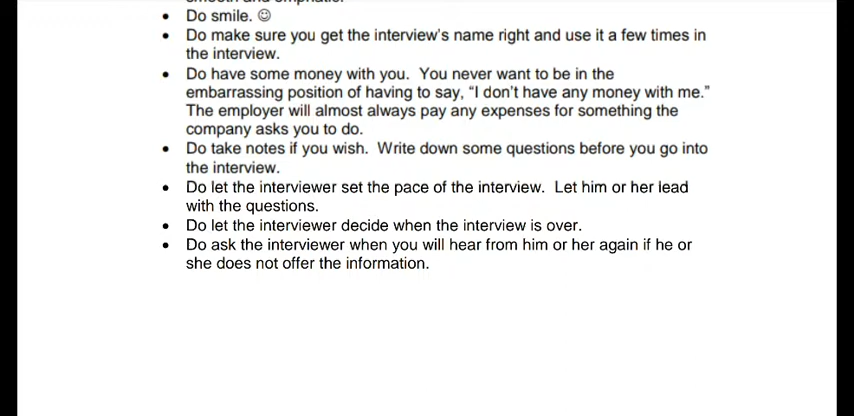 • Do smile. ☺
• Do make sure you get the interview's name right and use it a few times in
the interview.
• Do have some money with you.  You never want to be in the
embarrassing position of having to say, “I don't have any money with me.”
The employer will almost always pay any expenses for something the
company asks you to do.
• Do take notes if you wish.  Write down some questions before you go into
the interview.
• Do let the interviewer set the pace of the interview.  Let him or her lead
with the questions.
• Do let the interviewer decide when the interview is over.
• Do ask the interviewer when you will hear from him or her again if he or
she does not offer the information.